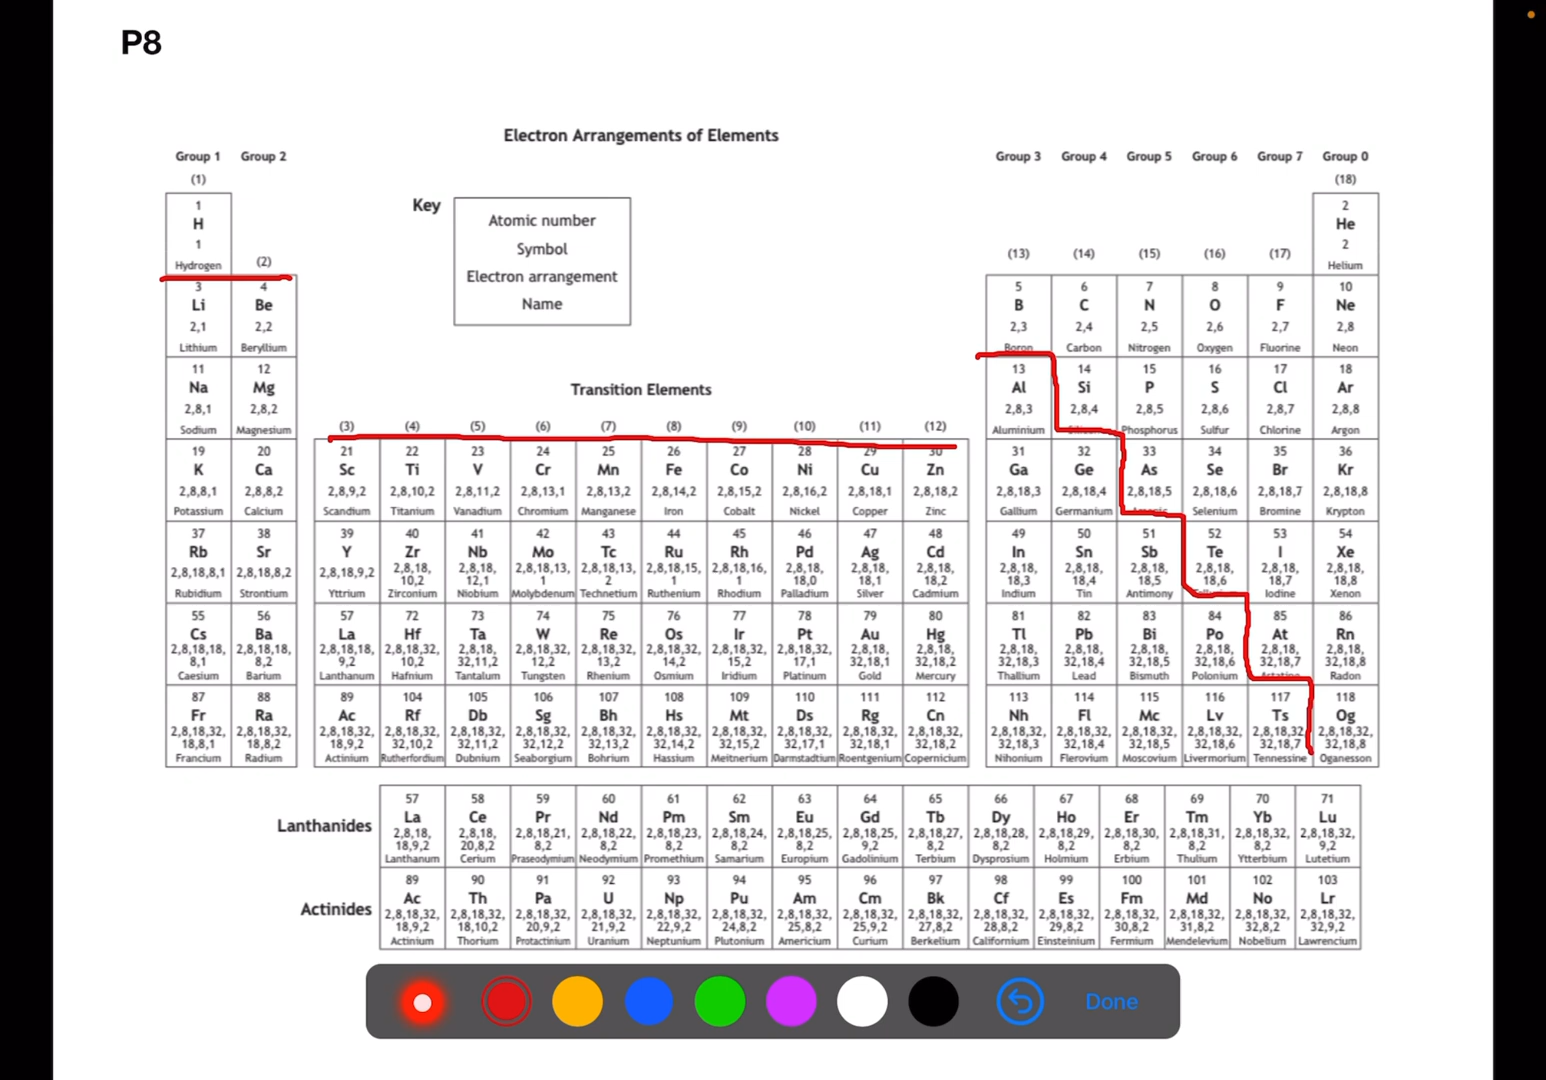 P8
Electron Arrangements of Elements
Group 1 Group 2 Group 3 Group 4 Group 5 Group 6 Group 7 Group 0
(1) (18)
Key
Atomic number
Symbol
Electron arrangement
Name
1 2
H He
1 2
Hydrogen (2) (13) (14) (15) (16) (17) Helium
3 4 5 6 7 8 9 10
Li Be B C N O F Ne
2,1 2,2 2,3 2,4 2,5 2,6 2,7 2,8
Lithium Beryllium Boron Carbon Nitrogen Oxygen Fluorine Neon
11 12 13 14 15 16 17 18
Na Mg Al Si P S Cl Ar
2,8,1 2,8,2 2,8,3 2,8,4 2,8,5 2,8,6 2,8,7 2,8,8
Sodium Magnesium Aluminium Silicon Phosphorus Sulfur Chlorine Argon
Transition Elements
(3) (4) (5) (6) (7) (8) (9) (10) (11) (12)
19 20 21 22 23 24 25 26 27 28 29 30 31 32 33 34 35 36
K Ca Sc Ti V Cr Mn Fe Co Ni Cu Zn Ga Ge As Se Br Kr
2,8,8,1 2,8,8,2 2,8,9,2 2,8,10,2 2,8,11,2 2,8,13,1 2,8,13,2 2,8,14,2 2,8,15,2 2,8,16,2 2,8,18,1 2,8,18,2 2,8,18,3 2,8,18,4 2,8,18,5 2,8,18,6 2,8,18,7 2,8,18,8
Potassium Calcium Scandium Titanium Vanadium Chromium Manganese Iron Cobalt Nickel Copper Zinc Gallium Germanium Arsenic Selenium Bromine Krypton
37 38 39 40 41 42 43 44 45 46 47 48 49 50 51 52 53 54
Rb Sr Y Zr Nb Mo Tc Ru Rh Pd Ag Cd In Sn Sb Te I Xe
2,8,18,8,1 2,8,18,8,2 2,8,18,9,2 2,8,18, 2,8,18, 2,8,18,13, 2,8,18,13, 2,8,18,15, 2,8,18,16, 2,8,18, 2,8,18, 2,8,18, 2,8,18, 2,8,18, 2,8,18, 2,8,18, 2,8,18, 2,8,18,
10,2 12,1 1 2 1 1 18,0 18,1 18,2 18,3 18,4 18,5 18,6 18,7 18,8
Rubidium Strontium Yttrium Zirconium Niobium Molybdenum Technetium Ruthenium Rhodium Palladium Silver Cadmium Indium Tin Antimony Tellurium Iodine Xenon
55 56 57 72 73 74 75 76 77 78 79 80 81 82 83 84 85 86
Cs Ba La Hf Ta W Re Os Ir Pt Au Hg Tl Pb Bi Po At Rn
2,8,18,18, 2,8,18,18, 2,8,18,18, 2,8,18,32, 2,8,18, 2,8,18,32, 2,8,18,32, 2,8,18,32, 2,8,18,32, 2,8,18,32, 2,8,18, 2,8,18, 2,8,18, 2,8,18, 2,8,18, 2,8,18, 2,8,18, 2,8,18,
8,1 8,2 9,2 10,2 32,11,2 12,2 13,2 14,2 15,2 17,1 32,18,1 32,18,2 32,18,3 32,18,4 32,18,5 32,18,6 32,18,7 32,18,8
Caesium Barium Lanthanum Hafnium Tantalum Tungsten Rhenium Osmium Iridium Platinum Gold Mercury Thallium Lead Bismuth Polonium Astatine Radon
87 88 89 104 105 106 107 108 109 110 111 112 113 114 115 116 117 118
Fr Ra Ac Rf Db Sg Bh Hs Mt Ds Rg Cn Nh Fl Mc Lv Ts Og
2,8,18,32, 2,8,18,32, 2,8,18,32, 2,8,18,32, 2,8,18,32, 2,8,18,32, 2,8,18,32, 2,8,18,32, 2,8,18,32, 2,8,18,32, 2,8,18,32, 2,8,18,32, 2,8,18,32, 2,8,18,32, 2,8,18,32, 2,8,18,32, 2,8,18,32, 2,8,18,32,
18,8,1 18,8,2 18,9,2 32,10,2 32,11,2 32,12,2 32,13,2 32,14,2 32,15,2 32,17,1 32,18,1 32,18,2 32,18,3 32,18,4 32,18,5 32,18,6 32,18,7 32,18,8
Francium Radium Actinium Rutherfordium Dubnium Seaborgium Bohrium Hassium Meitnerium Darmstadtium Roentgenium Copernicium Nihonium Flerovium Moscovium Livermorium Tennessine Oganesson
Lanthanides
57 58 59 60 61 62 63 64 65 66 67 68 69 70 71
La Ce Pr Nd Pm Sm Eu Gd Tb Dy Ho Er Tm Yb Lu
2,8,18, 2,8,18, 2,8,18,21, 2,8,18,22, 2,8,18,23, 2,8,18,24, 2,8,18,25, 2,8,18,25, 2,8,18,27, 2,8,18,28, 2,8,18,29, 2,8,18,30, 2,8,18,31, 2,8,18,32, 2,8,18,32,
18,9,2 20,8,2 8,2 8,2 8,2 8,2 8,2 9,2 8,2 8,2 8,2 8,2 8,2 8,2 9,2
Lanthanum Cerium Praseodymium Neodymium Promethium Samarium Europium Gadolinium Terbium Dysprosium Holmium Erbium Thulium Ytterbium Lutetium
Actinides
89 90 91 92 93 94 95 96 97 98 99 100 101 102 103
Ac Th Pa U Np Pu Am Cm Bk Cf Es Fm Md No Lr
2,8,18,32, 2,8,18,32, 2,8,18,32, 2,8,18,32, 2,8,18,32, 2,8,18,32, 2,8,18,32, 2,8,18,32, 2,8,18,32, 2,8,18,32, 2,8,18,32, 2,8,18,32, 2,8,18,32, 2,8,18,32, 2,8,18,32,
18,9,2 18,10,2 20,9,2 21,9,2 22,9,2 24,8,2 25,8,2 25,9,2 27,8,2 28,8,2 29,8,2 30,8,2 31,8,2 32,8,2 32,9,2
Actinium Thorium Protactinium Uranium Neptunium Plutonium Americium Curium Berkelium Californium Einsteinium Fermium Mendelevium Nobelium Lawrencium
Done